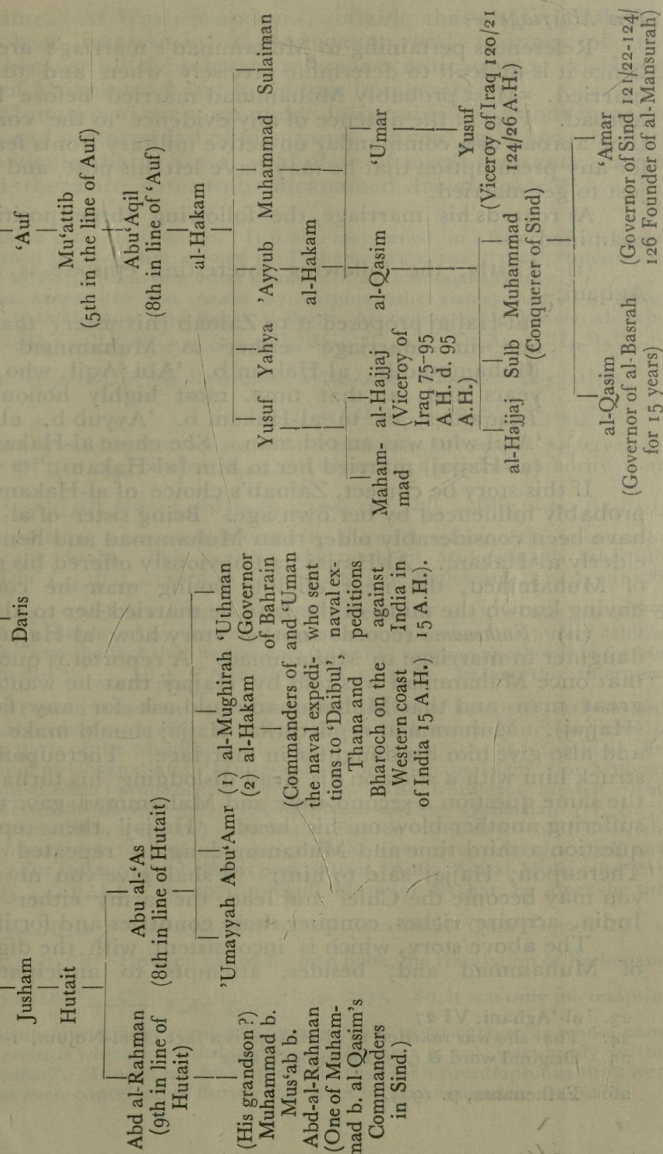 Jusham
Hutait
Abd al-Rahman
(9th in line of
Hutait)
Abu al-‘As
(8th in line of Hutait)
(His grandson ?)
Muhammad b.
Mus‘ab b.
Abd-al-Rahman
(One of Muham-
mad b. al-Qasim's
Commanders
in Sind.)
’Umayyah
Abu‘Amr
(1) al-Mughirah
(2) al-Hakam
(Commanders of
the naval expedi-
tions to ‘Daibul’,
Thana and
Bharoch on the
Western coast
of India 15 A.H.)
‘Uthman
(Governor
of Bahrain
and ‘Uman
who sent
naval ex-
peditions
against
India in
15 A.H.).
Daris
‘Auf
Mu‘attib
(5th in the line of Auf)
Abu‘Aqil
(8th in line of ‘Auf)
al-Hakam
Yusuf
Yahya
’Ayyub
Muhammad
Sulaiman
al-Hakam
Maham-
mad
al-Hajjaj
(Viceroy of
Iraq 75-95
A.H. d. 95
A.H.)
al-Qasim
‘Umar
Yusuf
(Viceroy of Iraq 120/21
124/26 A.H.)
al-Hajjaj
Sulb
Muhammad
(Conquerer of Sind)
al-Qasim
(Governor of al-Basrah
for 15 years)
‘Amar
(Governor of Sind 121/22-124/
126 Founder of al-Mansurah)